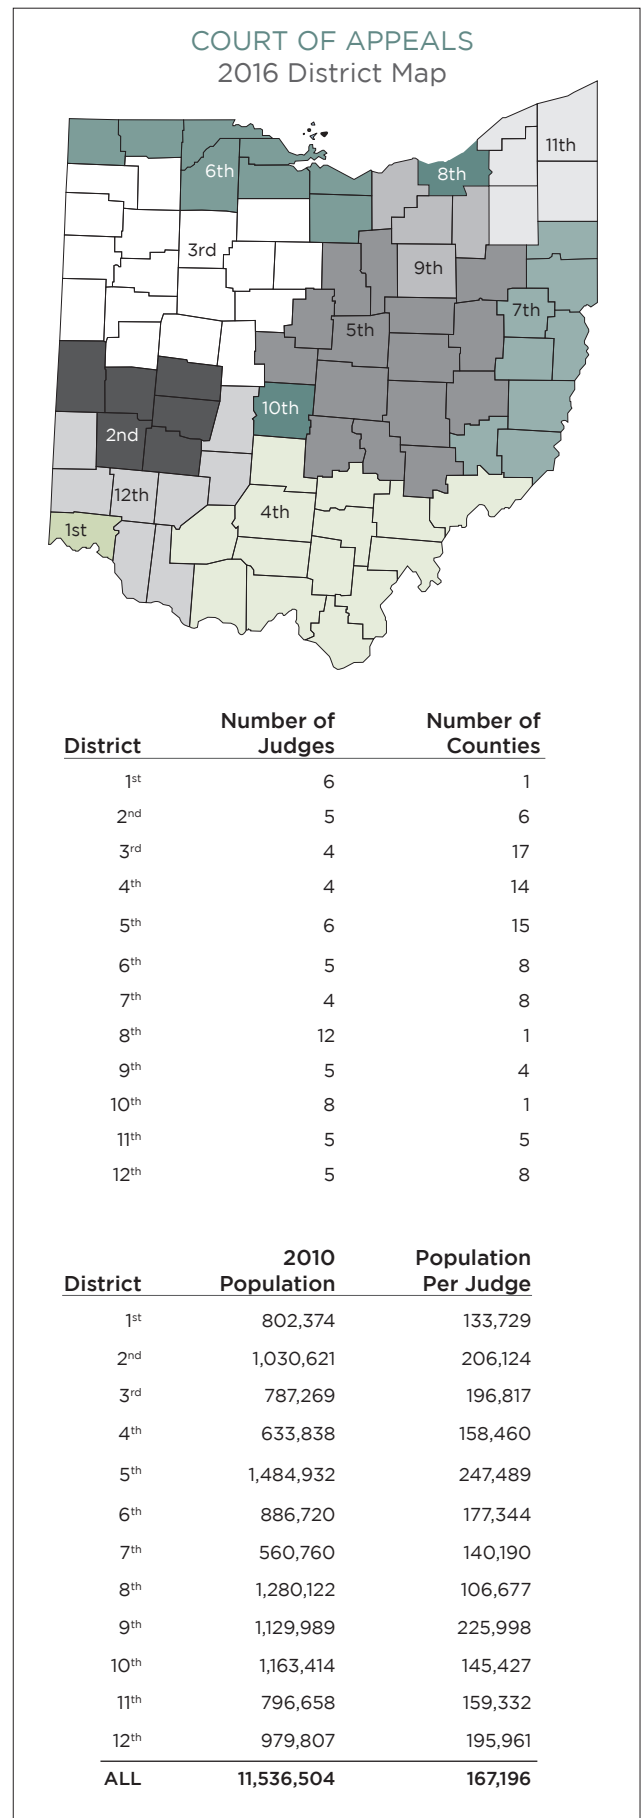 COURT OF APPEALS
2016 District Map
11th
8th
6th
3rd
9th
7th
5th
10th
2nd
12th
4th
1st
District Number of Judges Number of Counties
1st 6 1
2nd 5 6
3rd 4 17
4th 4 14
5th 6 15
6th 5 8
7th 4 8
8th 12 1
9th 5 4
10th 8 1
11th 5 5
12th 5 8
District 2010 Population Population Per Judge
1st 802,374 133,729
2nd 1,030,621 206,124
3rd 787,269 196,817
4th 633,838 158,460
5th 1,484,932 247,489
6th 886,720 177,344
7th 560,760 140,190
8th 1,280,122 106,677
9th 1,129,989 225,998
10th 1,163,414 145,427
11th 796,658 159,332
12th 979,807 195,961
ALL 11,536,504 167,196